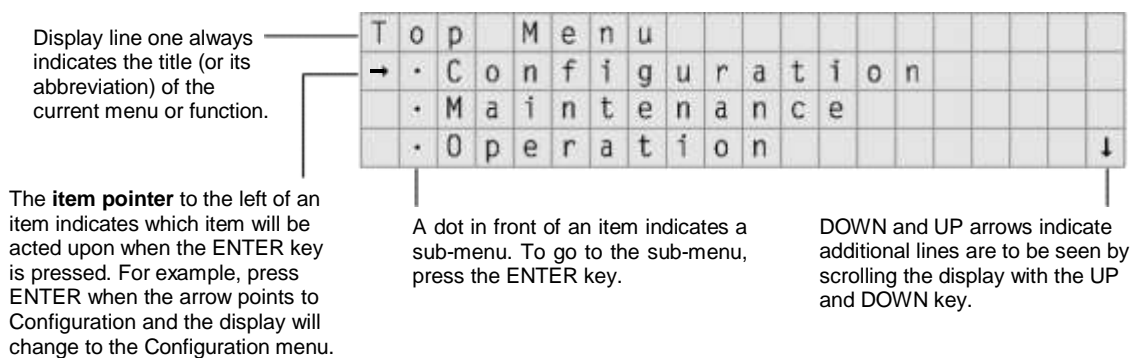 Display line one always
indicates the title (or its
abbreviation) of the
current menu or function.
Top Menu
→ · Configuration
· Maintenance
· Operation ↓
The item pointer to the left of an
item indicates which item will be
acted upon when the ENTER key
is pressed. For example, press
ENTER when the arrow points to
Configuration and the display will
change to the Configuration menu.
A dot in front of an item indicates a
sub-menu. To go to the sub-menu,
press the ENTER key.
DOWN and UP arrows indicate
additional lines are to be seen by
scrolling the display with the UP
and DOWN key.